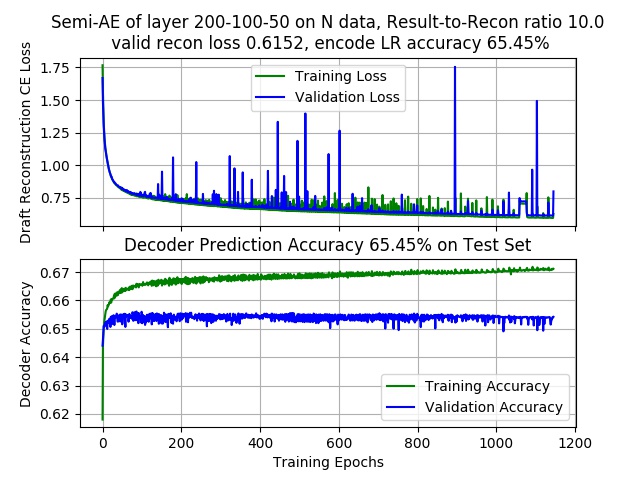 Semi-AE of layer 200-100-50 on N data, Result-to-Recon ratio 10.0
valid recon loss 0.6152, encode LR accuracy 65.45%
Draft Reconstruction CE Loss
1.75
1.50
1.25
1.00
0.75
Training Loss
Validation Loss
Decoder Prediction Accuracy 65.45% on Test Set
Decoder Accuracy
0.67
0.66
0.65
0.64
0.63
0.62
Training Accuracy
Validation Accuracy
0 200 400 600 800 1000 1200
Training Epochs